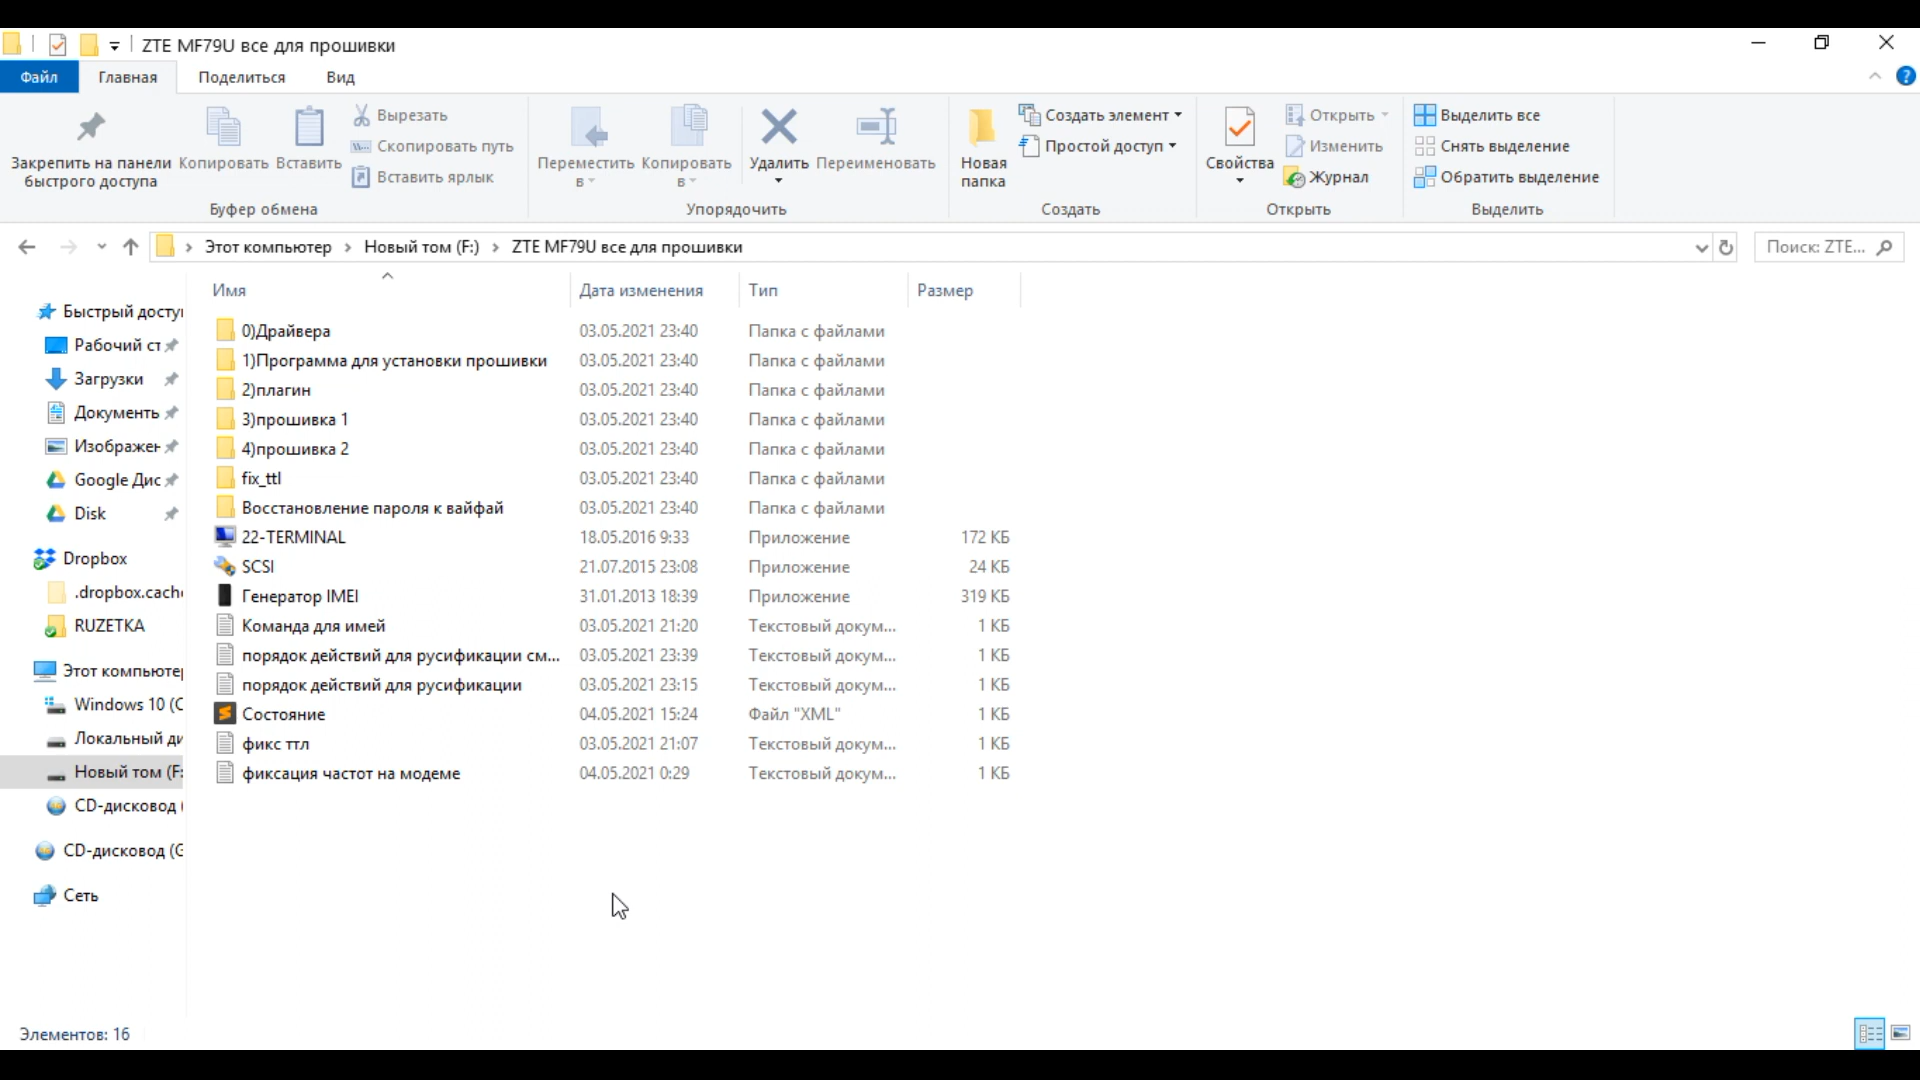 ZTE MF79U все для прошивки
Файл Главная Поделиться Вид
Закрепить на панели быстрого доступа
Копировать
Вставить
Вырезать
Скопировать путь
Вставить ярлык
Буфер обмена
Переместить в
Копировать в
Удалить
Переименовать
Упорядочить
Новая папка
Создать элемент
Простой доступ
Создать
Свойства
Открыть
Изменить
Журнал
Открыть
Выделить все
Снять выделение
Обратить выделение
Выделить
Этот компьютер Новый том (F:) ZTE MF79U все для прошивки
Поиск: ZTE...
Имя Дата изменения Тип Размер
Быстрый досту
Рабочий ст
Загрузки
Документь
Изображен
Google Дис
Disk
Dropbox
.dropbox.cach
RUZETKA
Этот компьютер
Windows 10 (C
Локальный ди
Новый том (F:
CD-дисковод (
CD-дисковод (G
Сеть
0)Драйвера 03.05.2021 23:40 Папка с файлами
1)Программа для установки прошивки 03.05.2021 23:40 Папка с файлами
2)плагин 03.05.2021 23:40 Папка с файлами
3)прошивка 1 03.05.2021 23:40 Папка с файлами
4)прошивка 2 03.05.2021 23:40 Папка с файлами
fix_ttl 03.05.2021 23:40 Папка с файлами
Восстановление пароля к вайфай 03.05.2021 23:40 Папка с файлами
22-TERMINAL 18.05.2016 9:33 Приложение 172 КБ
SCSI 21.07.2015 23:08 Приложение 24 КБ
Генератор IMEI 31.01.2013 18:39 Приложение 319 КБ
Команда для имей 03.05.2021 21:20 Текстовый докум... 1 КБ
порядок действий для русификации см... 03.05.2021 23:39 Текстовый докум... 1 КБ
порядок действий для русификации 03.05.2021 23:15 Текстовый докум... 1 КБ
Состояние 04.05.2021 15:24 Файл "XML" 1 КБ
фикс ттл 03.05.2021 21:07 Текстовый докум... 1 КБ
фиксация частот на модеме 04.05.2021 0:29 Текстовый докум... 1 КБ
Элементов: 16